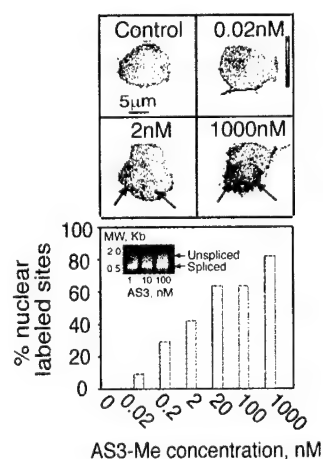 Control
0.02nM
5μm
2nM
1000nM
100
80
60
40
20
0
% nuclear
labeled sites
MW, Kb
2.0
0.5
Unspliced
Spliced
1 10 100
AS3, nM
0 0.02 0.2 2 20 100 1000
AS3-Me concentration, nM